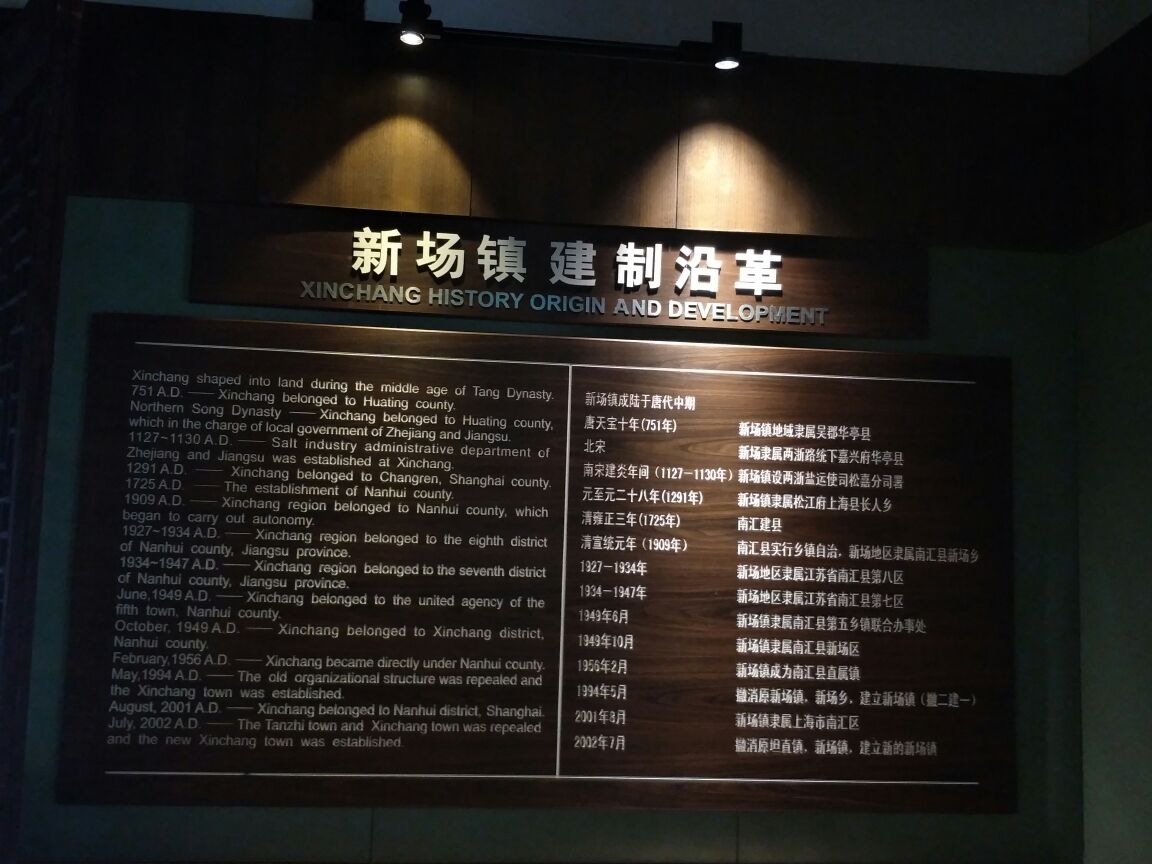 新场镇 建制沿革
XINCHANG HISTORY ORIGIN AND DEVELOPMENT
Xinchang shaped into land during the middle age of Tang Dynasty.
751 A.D. —— Xinchang belonged to Huating county.
Northern Song Dynasty —— Xinchang belonged to Huating county,
which in the charge of local government of Zhejiang and Jiangsu.
1127~1130 A.D. —— Salt industry administrative department of
Zhejiang and Jiangsu was established at Xinchang.
1291 A.D. —— Xinchang belonged to Changren, Shanghai county.
1725 A.D. —— The establishment of Nanhui county.
1909 A.D. —— Xinchang region belonged to Nanhui county, which
began to carry out autonomy.
1927~1934 A.D. —— Xinchang region belonged to the eighth district
of Nanhui county, Jiangsu province.
1934~1947 A.D. —— Xinchang region belonged to the seventh district
of Nanhui county, Jiangsu province.
June,1949 A.D. —— Xinchang belonged to the united agency of the
fifth town, Nanhui county.
October, 1949 A.D. —— Xinchang belonged to Xinchang district,
Nanhui county.
February,1956 A.D. —— Xinchang became directly under Nanhui county.
May,1994 A.D. —— The old organizational structure was repealed and
the Xinchang town was established.
August, 2001 A.D. —— Xinchang belonged to Nanhui district, Shanghai.
July, 2002 A.D. —— The Tanzhi town and Xinchang town was repealed
and the new Xinchang town was established.
新场镇成陆于唐代中期
唐天宝十年(751年) 新场镇地域隶属吴郡华亭县
北宋 新场隶属两浙路统下嘉兴府华亭县
南宋建炎年间（1127－1130年）新场镇设两浙盐运使司松嘉分司署
元至元二十八年(1291年) 新场镇隶属松江府上海县长人乡
清雍正三年(1725年) 南汇建县
清宣统元年（1909年） 南汇县实行乡镇自治，新场地区隶属南汇县新场乡
1927－1934年 新场地区隶属江苏省南汇县第八区
1934－1947年 新场地区隶属江苏省南汇县第七区
1949年6月 新场镇隶属南汇县第五乡镇联合办事处
1949年10月 新场镇隶属南汇县新场区
1956年2月 新场镇成为南汇县直属镇
1994年5月 撤消原新场镇，新场乡，建立新场镇（撤二建一）
2001年8月 新场镇隶属上海市南汇区
2002年7月 撤消原坦直镇，新场镇，建立新的新场镇